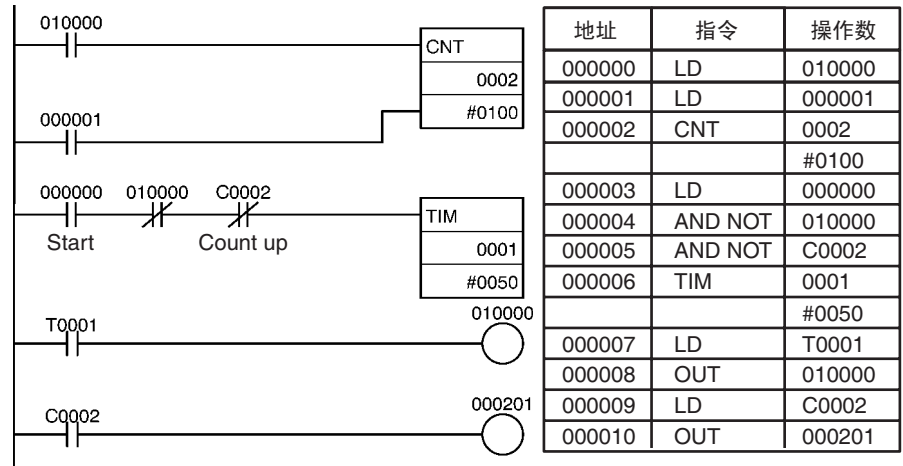 010000
CNT
0002
#0100
000001
000000 010000 C0002
Start Count up
TIM
0001
#0050
T0001
010000
C0002
000201
地址 指令 操作数
000000 LD 010000
000001 LD 000001
000002 CNT 0002
#0100
000003 LD 000000
000004 AND NOT 010000
000005 AND NOT C0002
000006 TIM 0001
#0050
000007 LD T0001
000008 OUT 010000
000009 LD C0002
000010 OUT 000201